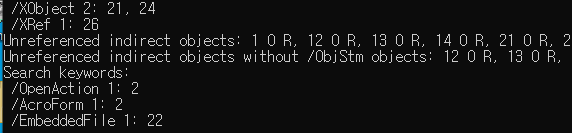 /XObject 2: 21, 24
/XRef 1: 26
Unreferenced indirect objects: 1 0 R, 12 0 R, 13 0 R, 14 0 R, 21 0 R, 2
Unreferenced indirect objects without /ObjStm objects: 12 0 R, 13 0 R,
Search keywords:
/OpenAction 1: 2
/AcroForm 1: 2
/EmbeddedFile 1: 22